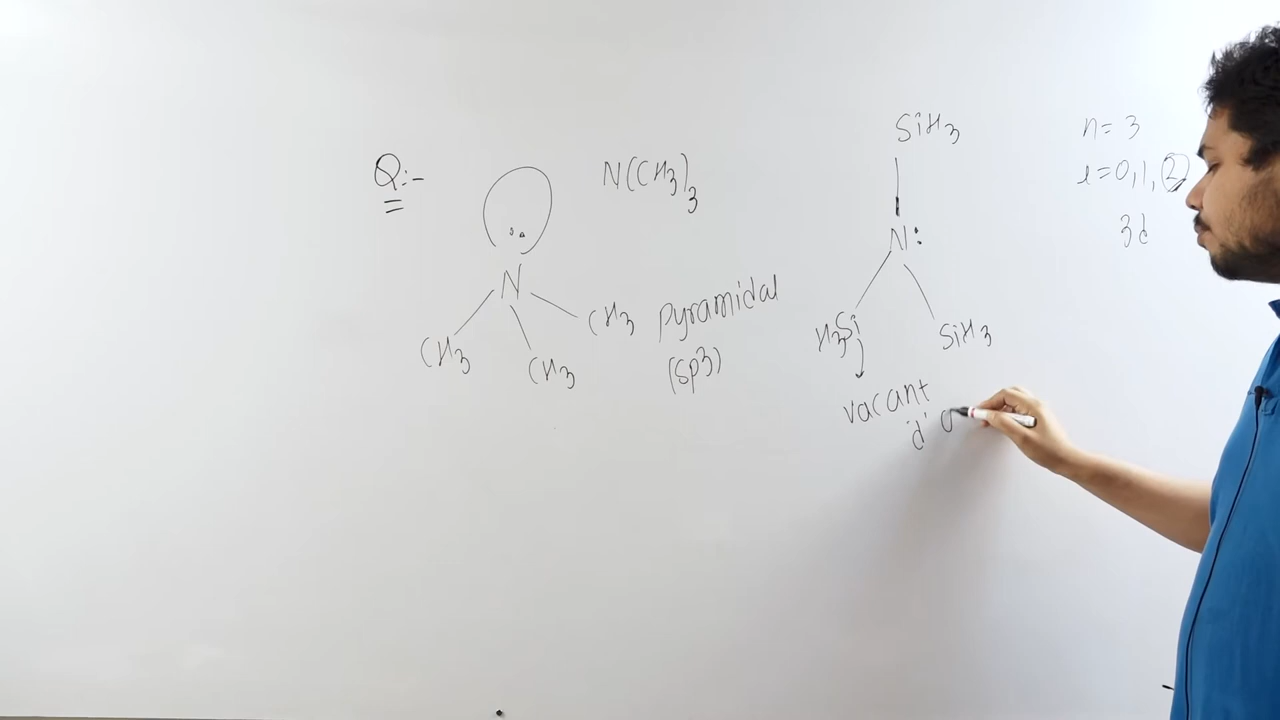 Q:-
N(CH3)3
N
CH3
CH3
CH3
Pyramidal
(sp3)
SiH3
N:
H3Si
SiH3
vacant
'd'
n=3
l=0,1,2
3d